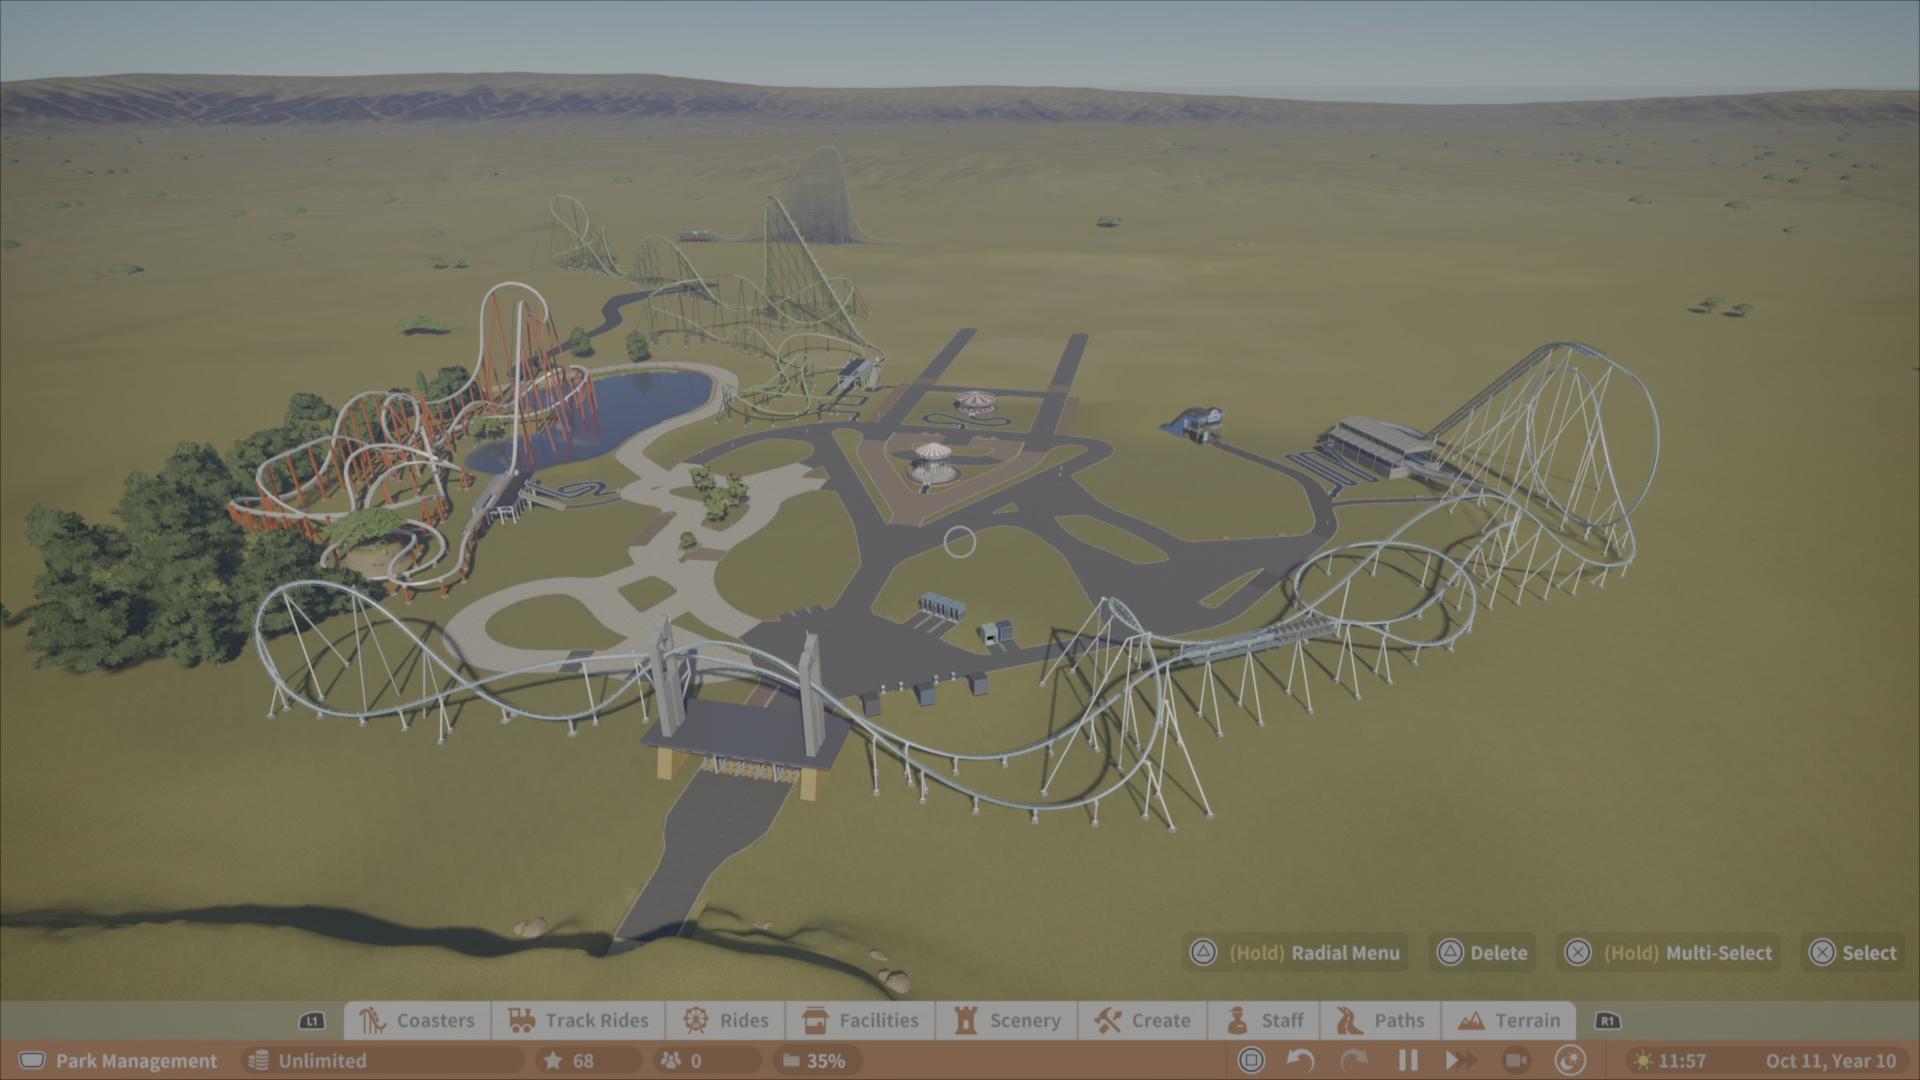 (Hold) Radial Menu
Delete
(Hold) Multi-Select
Select
L1
Coasters
Track Rides
Rides
Facilities
Scenery
Create
Staff
Paths
Terrain
R1
Park Management
Unlimited
68
0
35%
11:57
Oct 11, Year 10